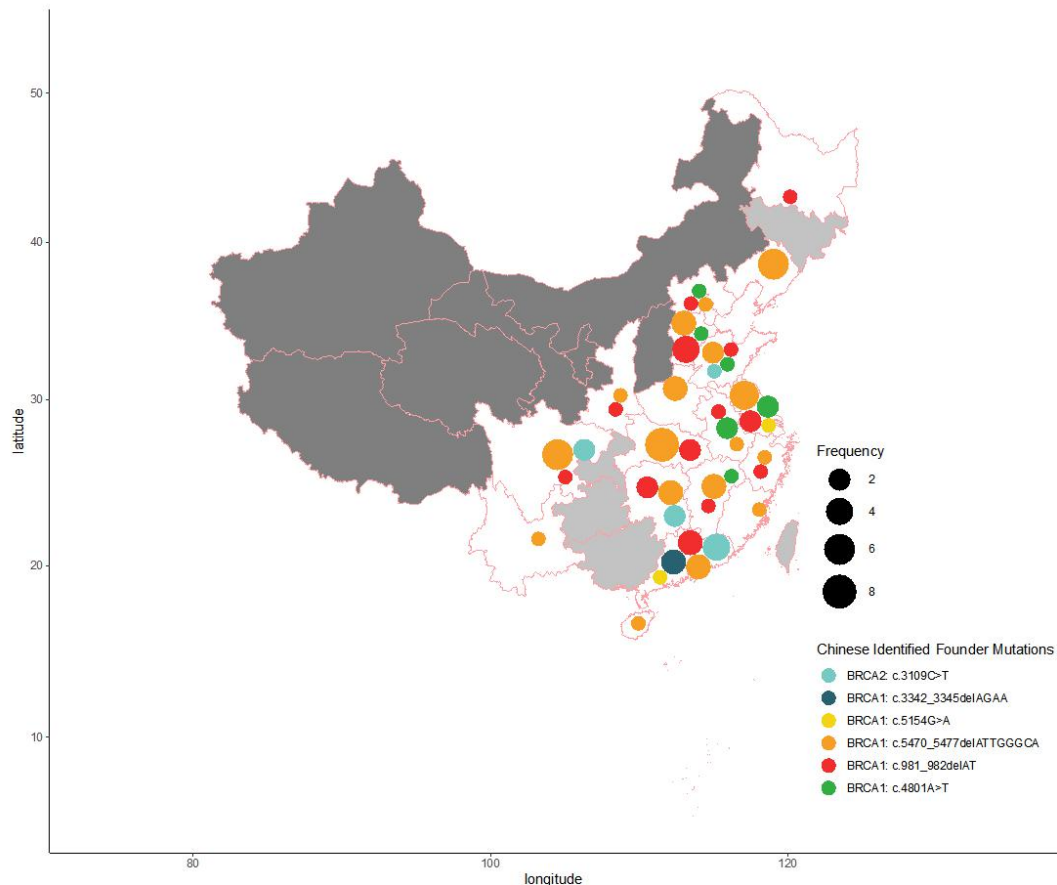 50
40
30
20
10
latitude
80
100
120
longitude
Frequency
2
4
6
8
Chinese Identified Founder Mutations
BRCA2: c.3109C>T
BRCA1: c.3342_3345delAGAA
BRCA1: c.5154G>A
BRCA1: c.5470_5477delATTGGGCA
BRCA1: c.981_982delAT
BRCA1: c.4801A>T